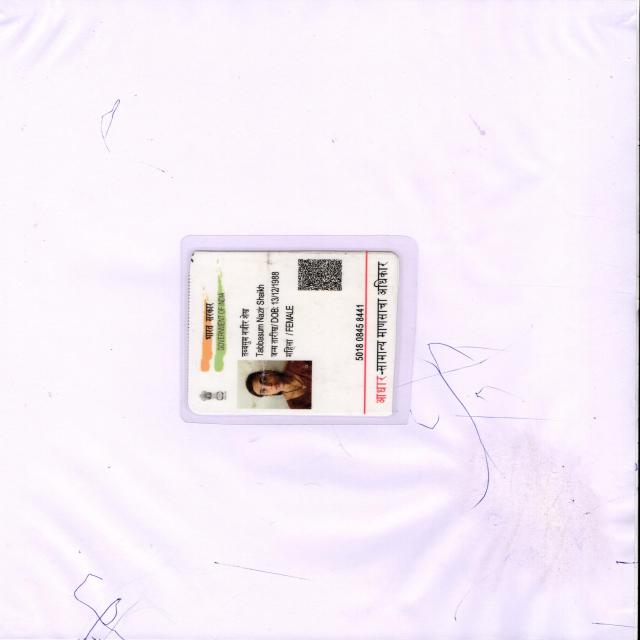 भारत सरकार
GOVERNMENT OF INDIA
तबस्सुम नजीर शेख
Tabbasum Nazir Shaikh
जन्म तारीख/ DOB: 13/12/1988
महिला / FEMALE
5018 0845 8441
आधार-सामान्य माणसाचा अधिकार